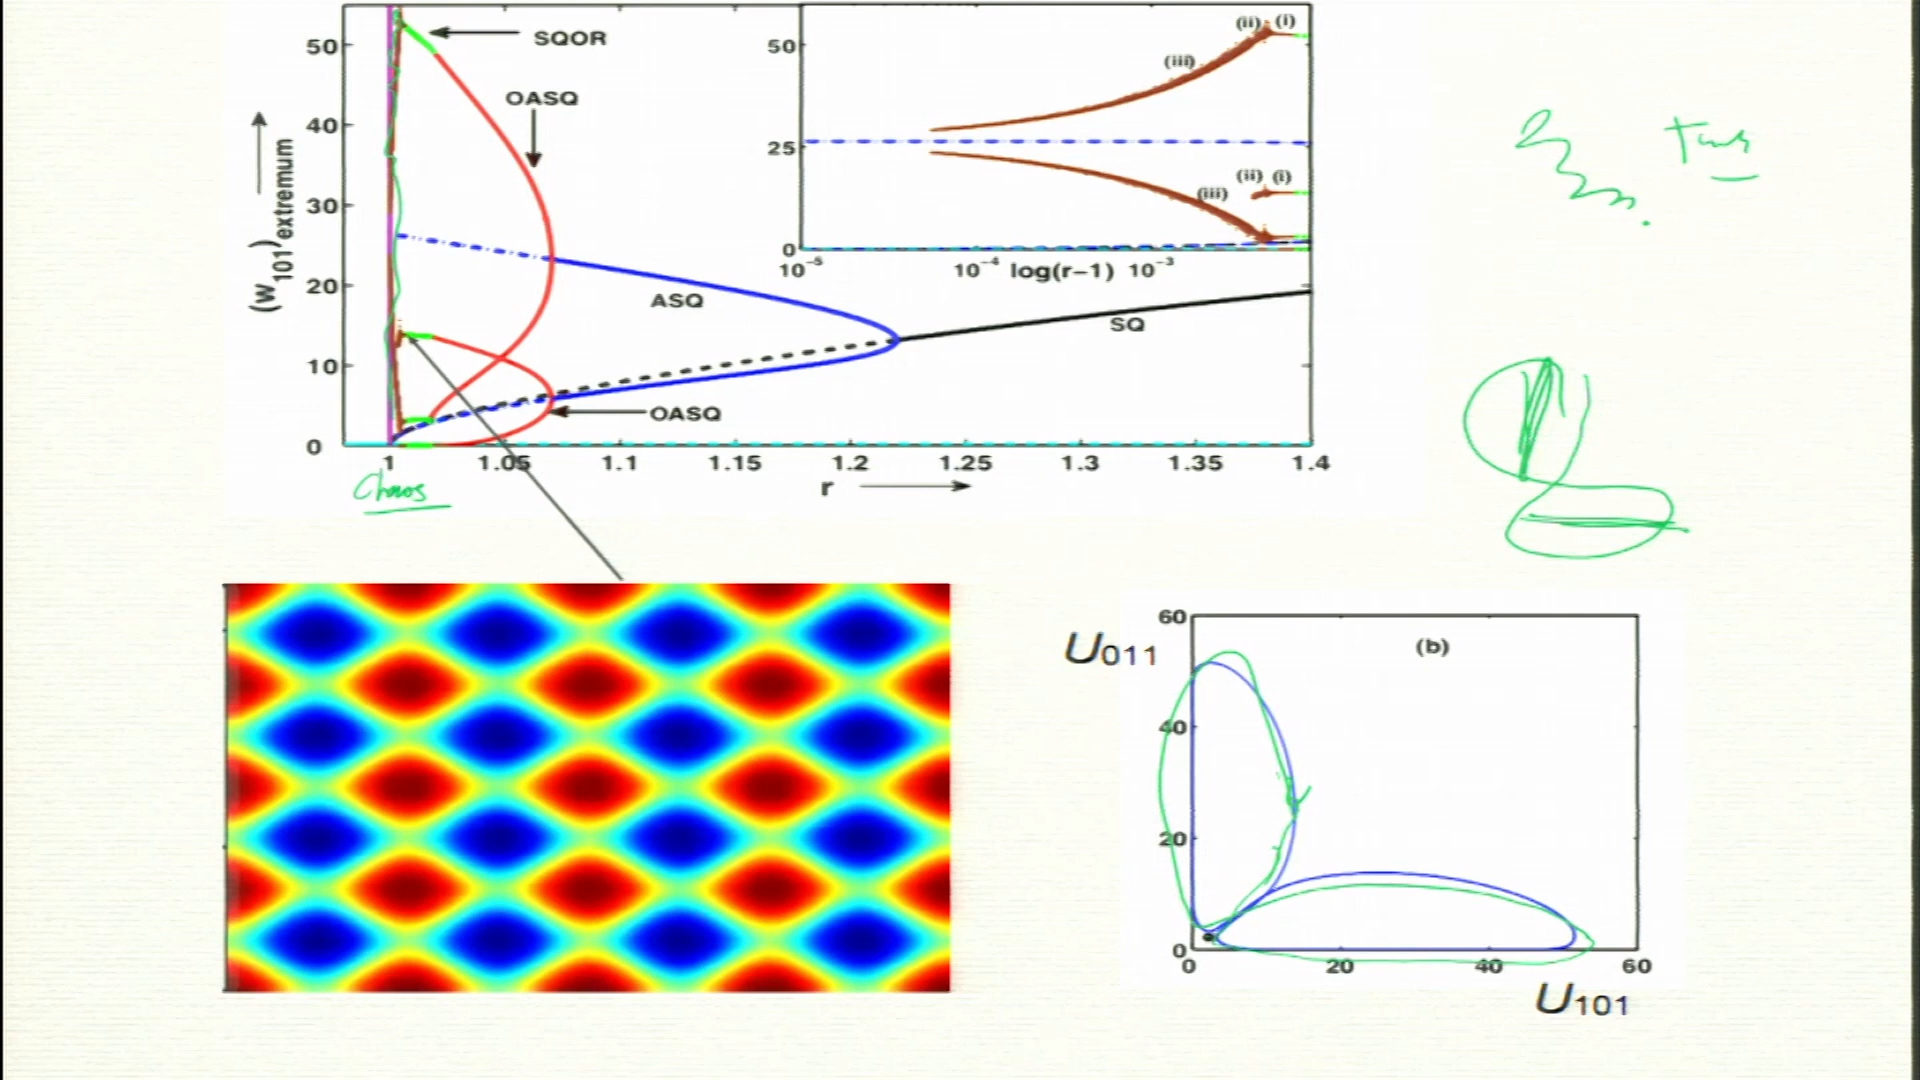 50
40
30
20
10
0
(w101)extremum
SQOR
OASQ
ASQ
SQ
OASQ
1
1.05
1.1
1.15
1.2
1.25
1.3
1.35
1.4
r
50
25
0
(ii) (i)
(iii)
(ii) (i)
(iii)
10-5
10-4
log(r-1)
10-3
Chaos
U011
60
40
20
0
(b)
0
20
40
60
U101